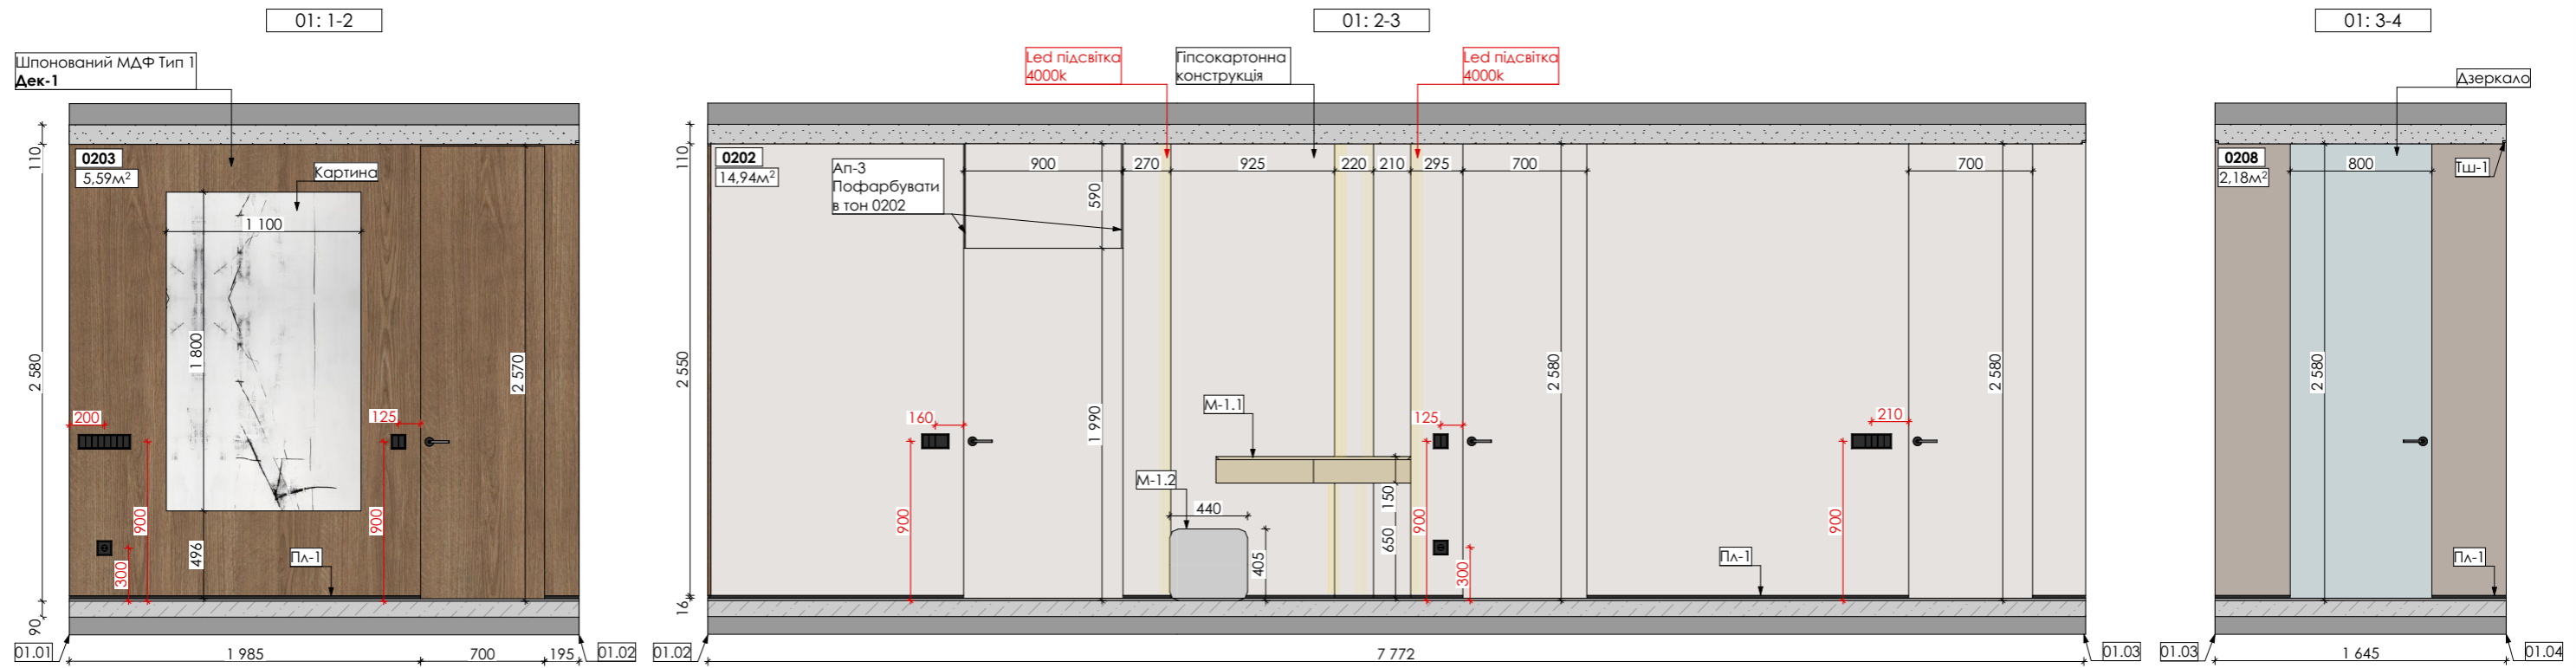 01: 1-2
Шпонований МДФ Тип 1
Дек-1
0203
5,59м²
Картина
1 100
1 800
496
110
2 580
90
200
125
900
900
300
2 570
Пл-1
01.01
1 985
700
195
01.02
01: 2-3
Led підсвітка
4000k
Гіпсокартонна
конструкція
Led підсвітка
4000k
0202
14,94м²
Ап-3
Пофарбувати
в тон 0202
110
2 550
16
900
270
925
220
210
295
700
700
590
1 990
2 580
2 580
160
900
М-1.1
М-1.2
440
405
150
650
125
900
300
210
900
Пл-1
01.02
7 772
01.03
01: 3-4
Дзеркало
0208
2,18м²
800
Тш-1
2 580
Пл-1
01.03
1 645
01.04